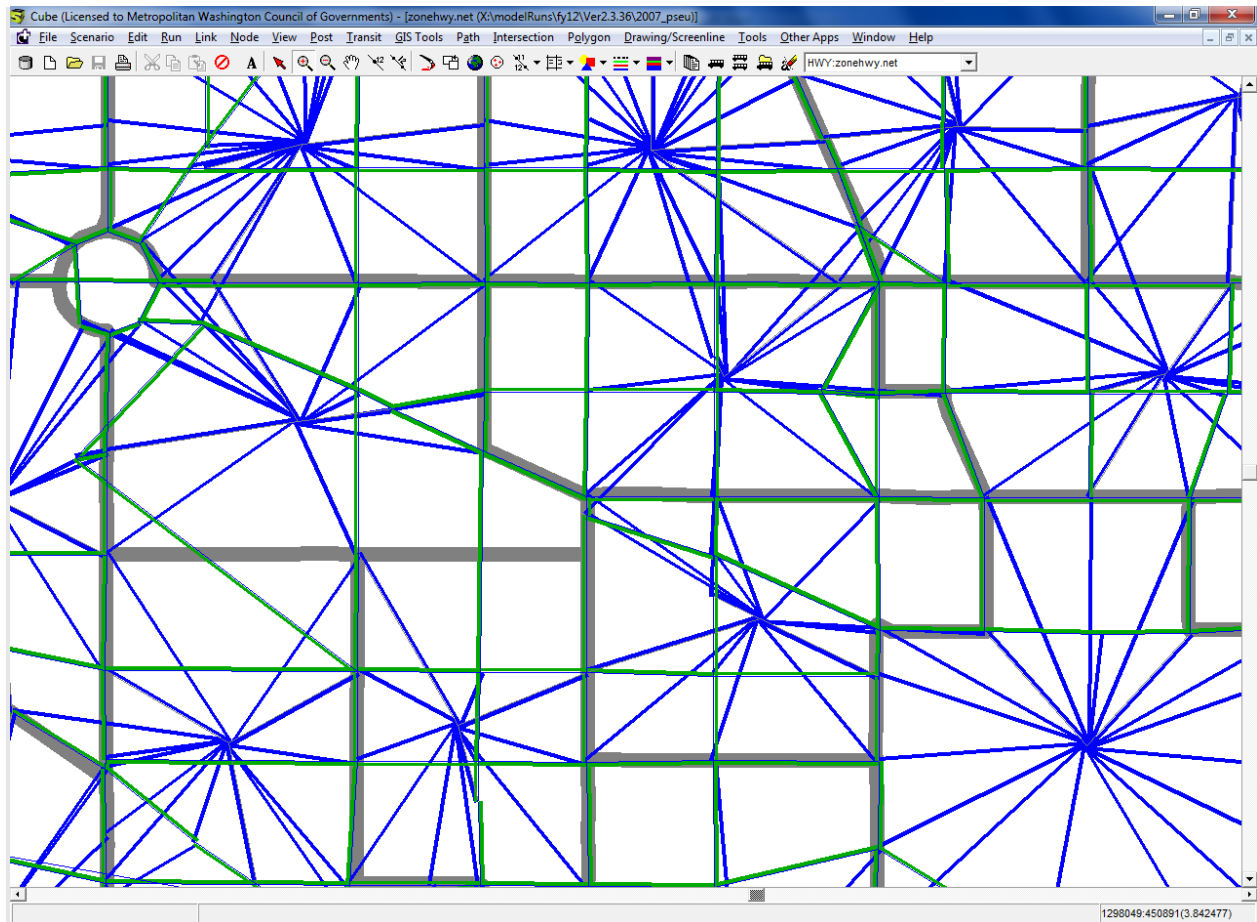 Cube (Licensed to Metropolitan Washington Council of Governments) - [zonehwy.net (X:\modelRuns\fy12\Ver2.3.36\2007_pseu)]
File Scenario Edit Run Link Node View Post Transit GIS Tools Path Intersection Polygon Drawing/Screenline Tools Other Apps Window Help
HWY:zonehwy.net
1298049:450891(3.842477)